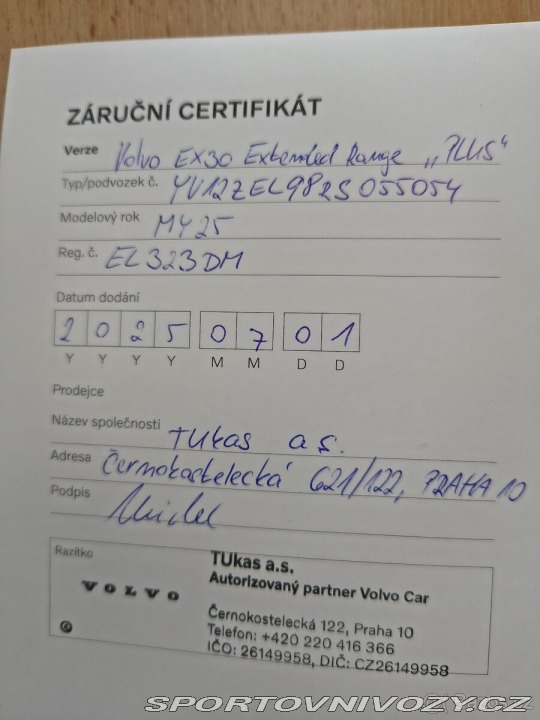 ZÁRUČNÍ CERTIFIKÁT
Verze Volvo EX30 Extended Range „PLUS“
Typ/podvozek č. YV12ZEL982S055054
Modelový rok MY25
Reg. č. EL323DM
Datum dodání
2 0 2 5 0 7 0 1
Y Y Y Y M M D D
Prodejce
Název společnosti TUkas a.s.
Adresa Černokostelecká 621/122, PRAHA 10
Podpis
Razítko
TUkas a.s.
Autorizovaný partner Volvo Car
VOLVO
Černokostelecká 122, Praha 10
Telefon: +420 220 416 366
IČO: 26149958, DIČ: CZ26149958
SPORTOVNIVOZY.CZ